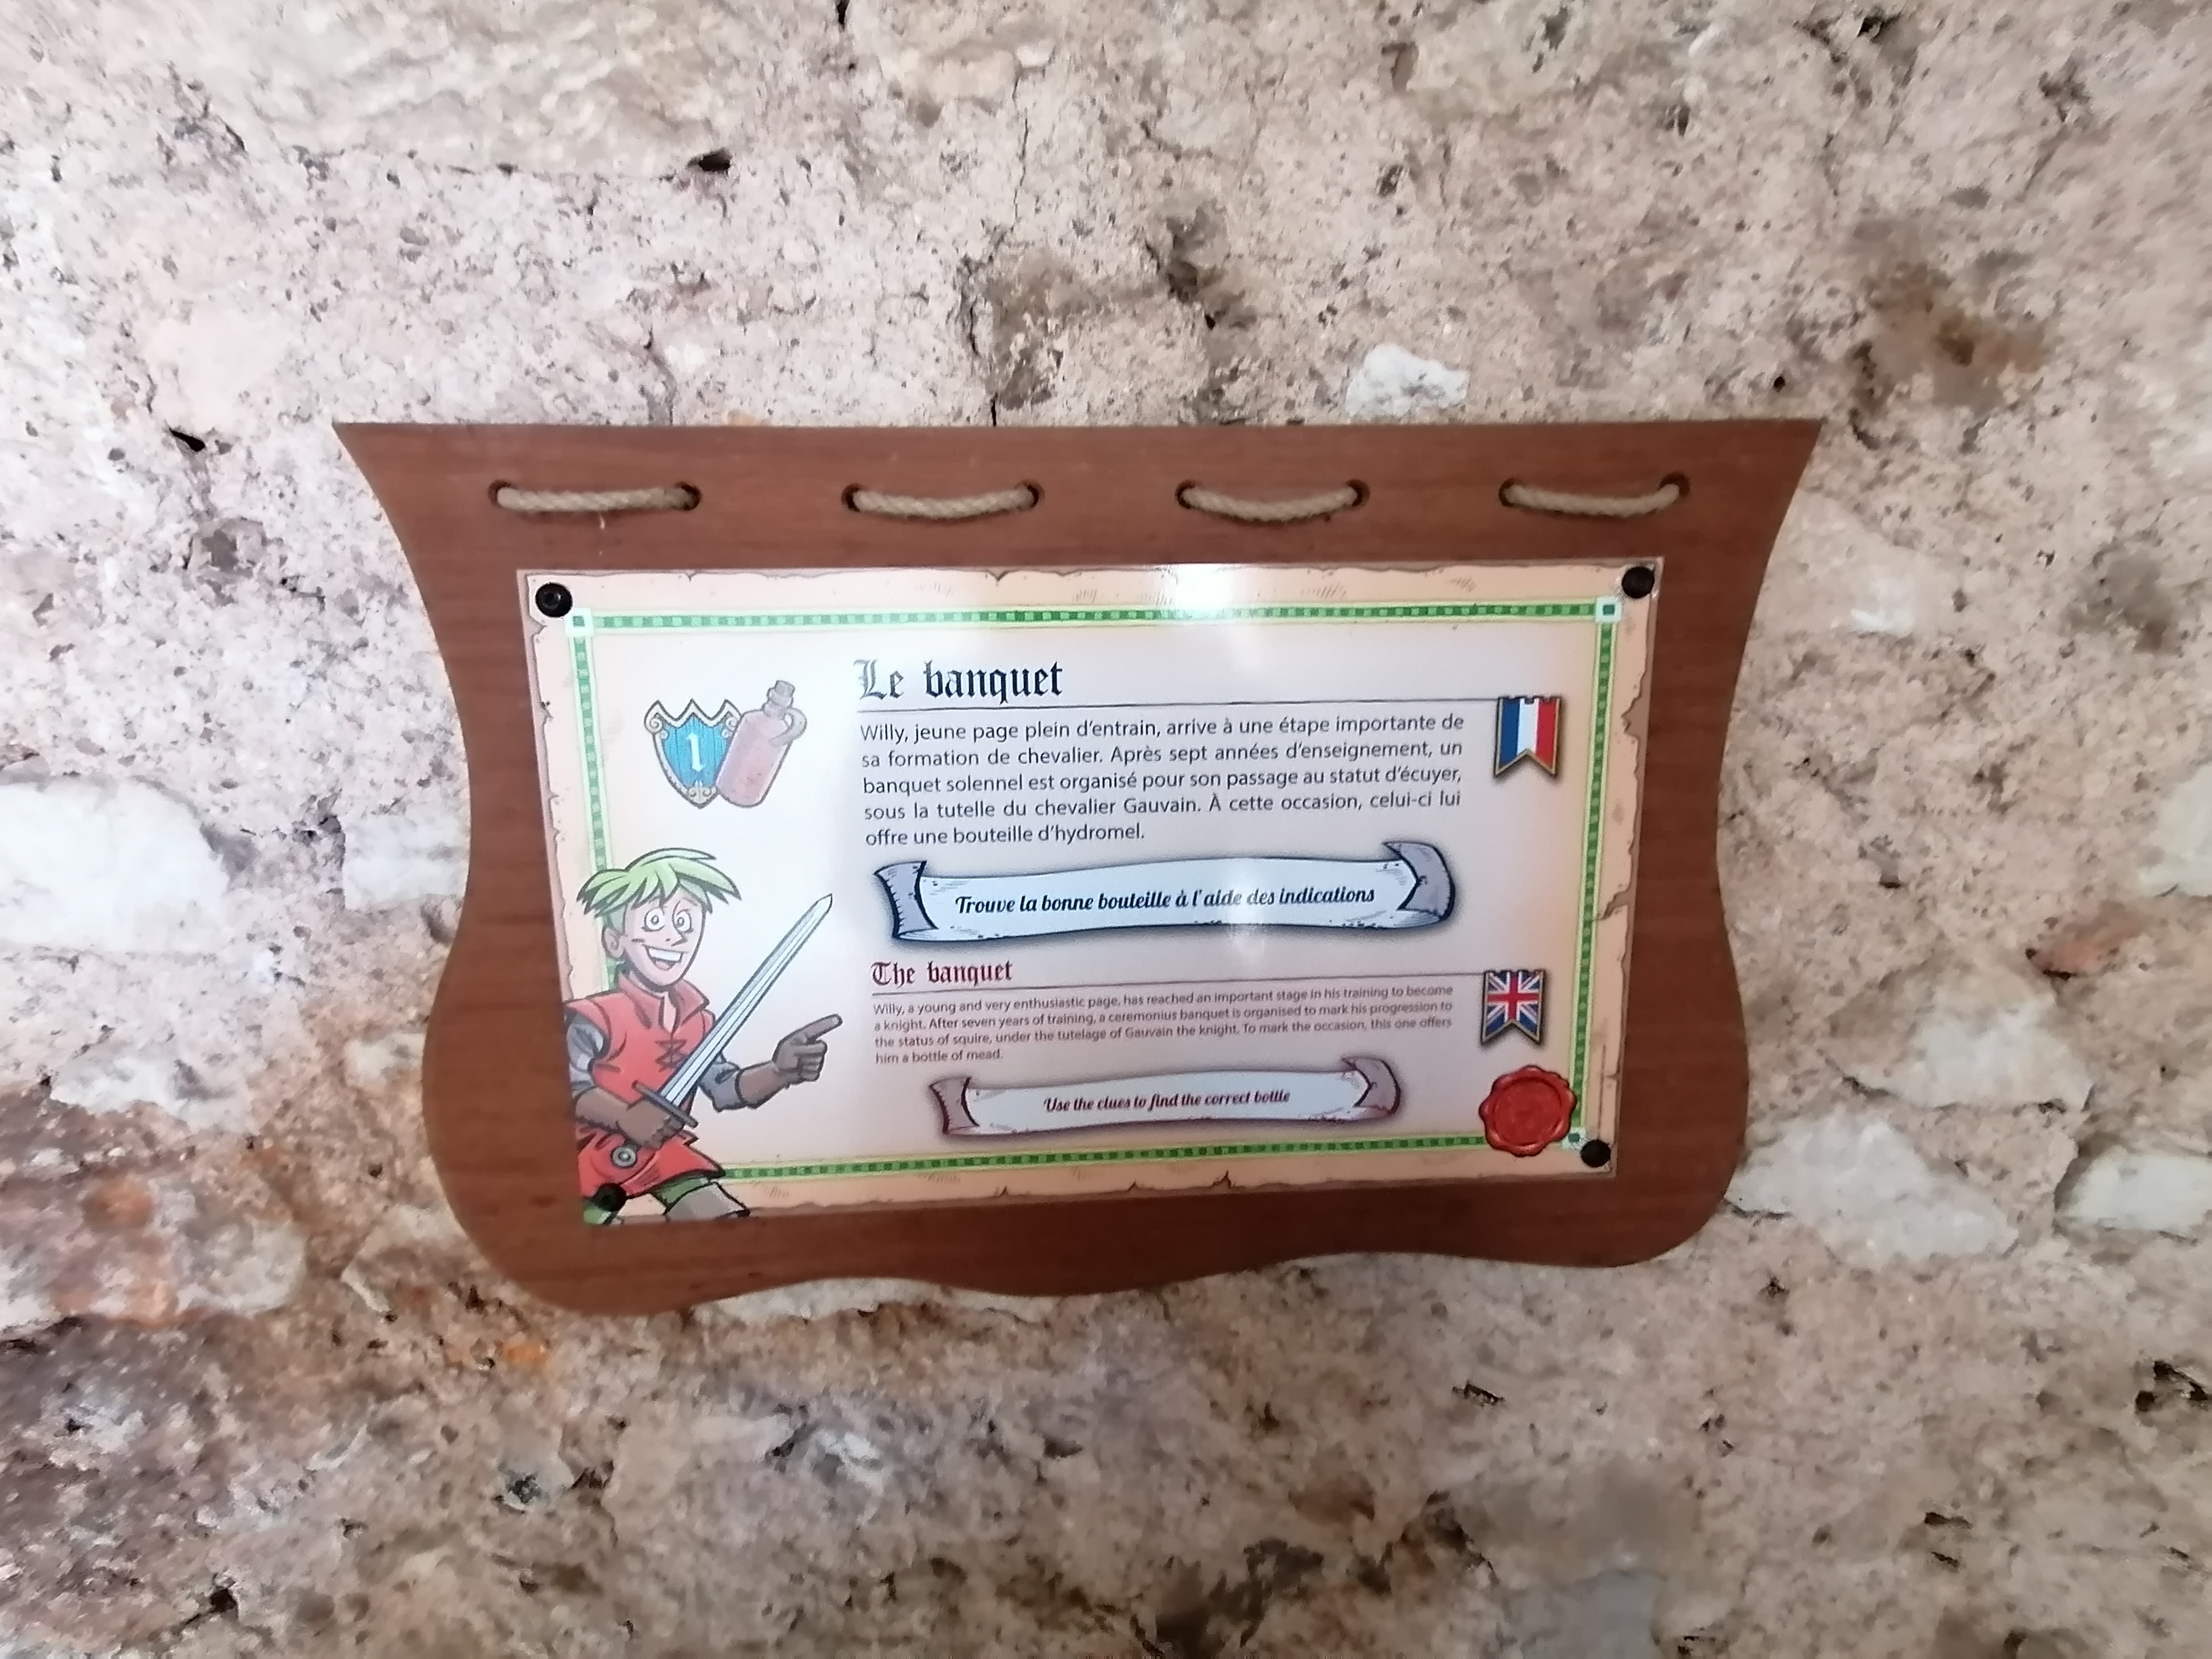 1
Le banquet
Willy, jeune page plein d'entrain, arrive à une étape importante de
sa formation de chevalier. Après sept années d'enseignement, un
banquet solennel est organisé pour son passage au statut d'écuyer,
sous la tutelle du chevalier Gauvain. À cette occasion, celui-ci lui
offre une bouteille d'hydromel.
Trouve la bonne bouteille à l'aide des indications
The banquet
Willy, a young and very enthusiastic page, has reached an important stage in his training to become
a knight. After seven years of training, a ceremonius banquet is organised to mark his progression to
the status of squire, under the tutelage of Gauvain the knight. To mark the occasion, this one offers
him a bottle of mead.
Use the clues to find the correct bottle